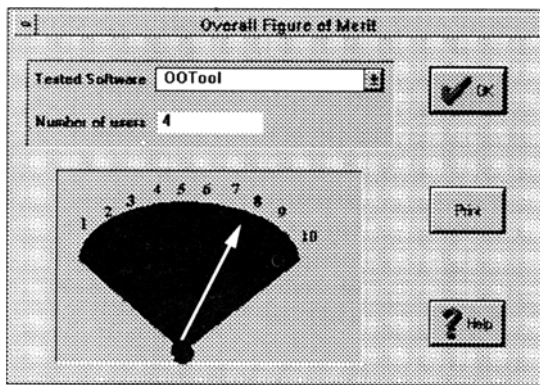 Overall Figure of Merit
Tested Software OOTool
OK
Number of users 4
1 2 3 4 5 6 7 8 9 10
Print
Help